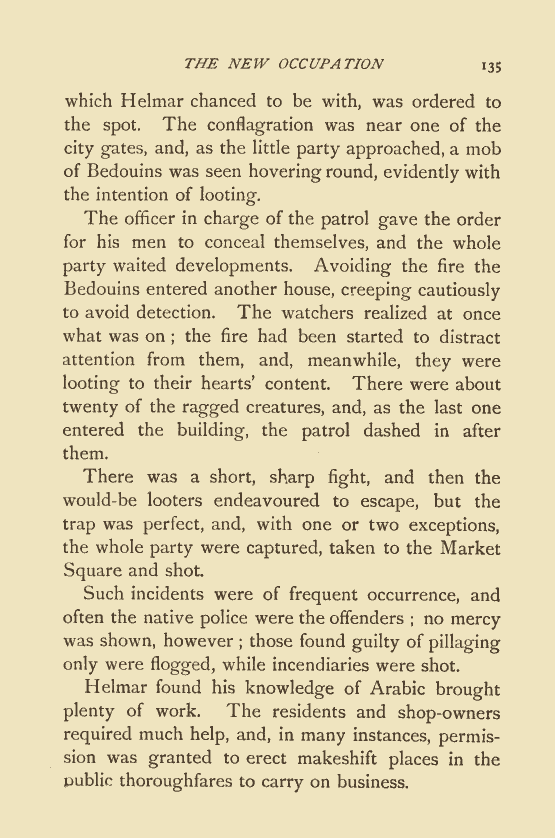 THE NEW OCCUPATION 135
which Helmar chanced to be with, was ordered to
the spot. The conflagration was near one of the
city gates, and, as the little party approached, a mob
of Bedouins was seen hovering round, evidently with
the intention of looting.
The officer in charge of the patrol gave the order
for his men to conceal themselves, and the whole
party waited developments. Avoiding the fire the
Bedouins entered another house, creeping cautiously
to avoid detection. The watchers realized at once
what was on ; the fire had been started to distract
attention from them, and, meanwhile, they were
looting to their hearts' content. There were about
twenty of the ragged creatures, and, as the last one
entered the building, the patrol dashed in after
them.
There was a short, sharp fight, and then the
would-be looters endeavoured to escape, but the
trap was perfect, and, with one or two exceptions,
the whole party were captured, taken to the Market
Square and shot.
Such incidents were of frequent occurrence, and
often the native police were the offenders ; no mercy
was shown, however ; those found guilty of pillaging
only were flogged, while incendiaries were shot.
Helmar found his knowledge of Arabic brought
plenty of work. The residents and shop-owners
required much help, and, in many instances, permis-
sion was granted to erect makeshift places in the
public thoroughfares to carry on business.